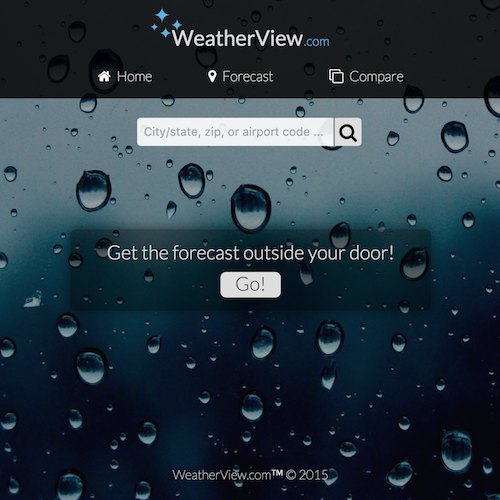 WeatherView.com
Home Forecast Compare
City/state, zip, or airport code ...
Get the forecast outside your door!
Go!
WeatherView.com™ © 2015